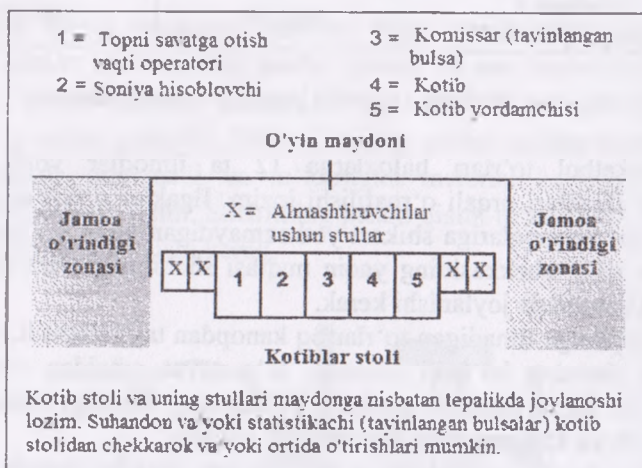 1 = Topni savatga otish
vaqti operatori
2 = Soniya hisoblovchi
3 = Komissar (tayinlangan
bulsa)
4 = Kotib
5 = Kotib yordamchisi
O'yin maydoni
Jamoa
o'rindigi
zonasi
X = Almashtiruvchilar
ushun stullar
Jamoa
o'rindigi
zonasi
X X 1 2 3 4 5 X X
Kotiblar stoli
Kotib stoli va uning stullari maydonga nisbatan tepalikda joylanoshi
lozim. Suhandon va yoki statistikachi (tayinlangan bulsalar) kotib
stolidan chekkarok va yoki ortida o'tirishlari mumkin.